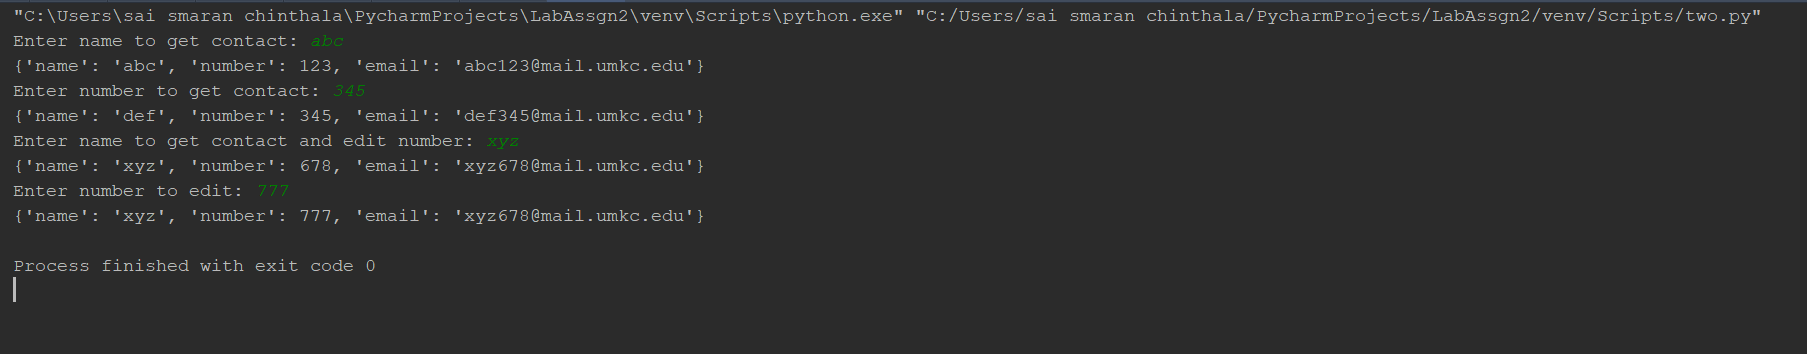 "C:\Users\sai smaran chinthala\PycharmProjects\LabAssgn2\venv\Scripts\python.exe" "C:/Users/sai smaran chinthala/PycharmProjects/LabAssgn2/venv/Scripts/two.py"
Enter name to get contact: abc
{'name': 'abc', 'number': 123, 'email': 'abc123@mail.umkc.edu'}
Enter number to get contact: 345
{'name': 'def', 'number': 345, 'email': 'def345@mail.umkc.edu'}
Enter name to get contact and edit number: xyz
{'name': 'xyz', 'number': 678, 'email': 'xyz678@mail.umkc.edu'}
Enter number to edit: 777
{'name': 'xyz', 'number': 777, 'email': 'xyz678@mail.umkc.edu'}
Process finished with exit code 0